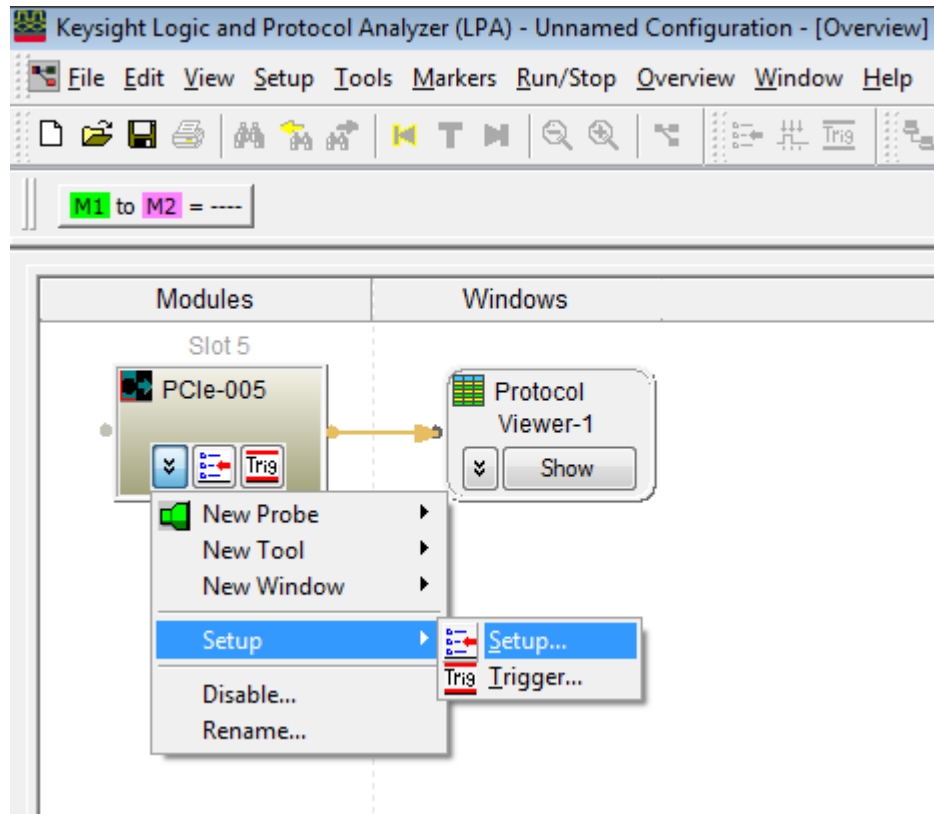 Keysight Logic and Protocol Analyzer (LPA) - Unnamed Configuration - [Overview]
File Edit View Setup Tools Markers Run/Stop Overview Window Help
T Trig
M1 to M2 = ----
Modules Windows
Slot 5
PCIe-005
Protocol
Viewer-1
Trig
Show
New Probe
New Tool
New Window
Setup
Setup...
Trig Trigger...
Disable...
Rename...